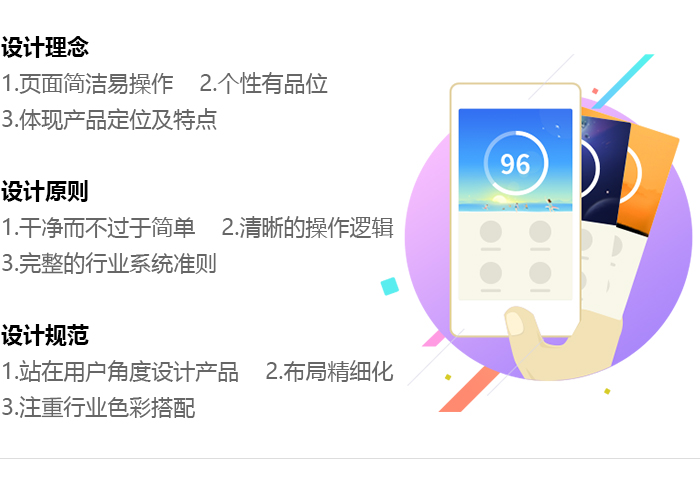 设计理念
1.页面简洁易操作 2.个性有品位
3.体现产品定位及特点
设计原则
1.干净而不过于简单 2.清晰的操作逻辑
3.完整的行业系统准则
设计规范
1.站在用户角度设计产品 2.布局精细化
3.注重行业色彩搭配
96